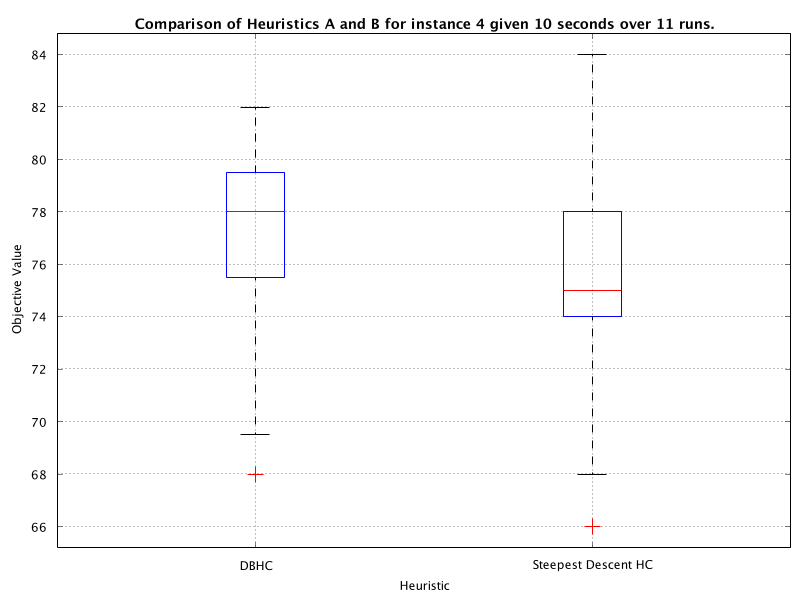 Comparison of Heuristics A and B for instance 4 given 10 seconds over 11 runs.
84
82
80
78
76
74
72
70
68
66
Objective Value
DBHC
Steepest Descent HC
Heuristic